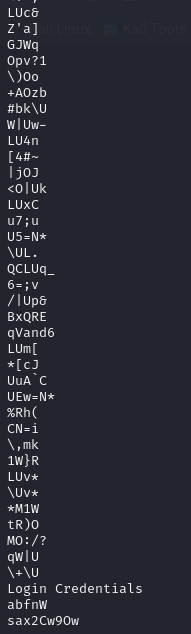 LUc&
Z'a]
GJWq
Opv?1
\)Oo
+AOzb
#bk\U
W|Uw-
LU4n
[4#~
|jOJ
<O|Uk
LUxC
u7;u
U5=N*
\UL.
QCLUq_
6=;v
/|Up&
BxQRE
qVand6
LUm[
*[cJ
UuA`C
UEw=N*
%Rh(
CN=i
\,mk
1W}R
LUv*
\Uv*
*M1W
tR)O
MO:/?
qW|U
\+\U
Login Credentials
abfnW
sax2Cw9Ow